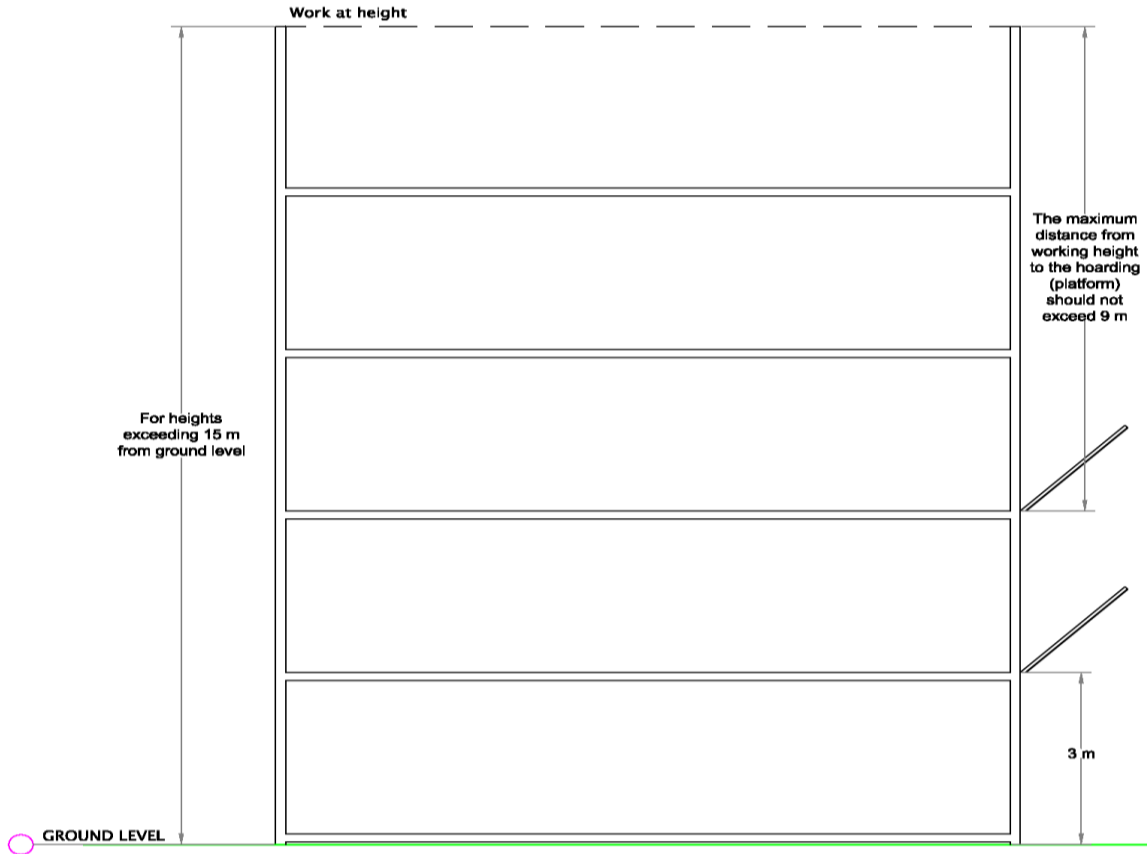 Work at height
The maximum
distance from
working height
to the hoarding
(platform)
should not
exceed 9 m
For heights
exceeding 15 m
from ground level
3 m
GROUND LEVEL